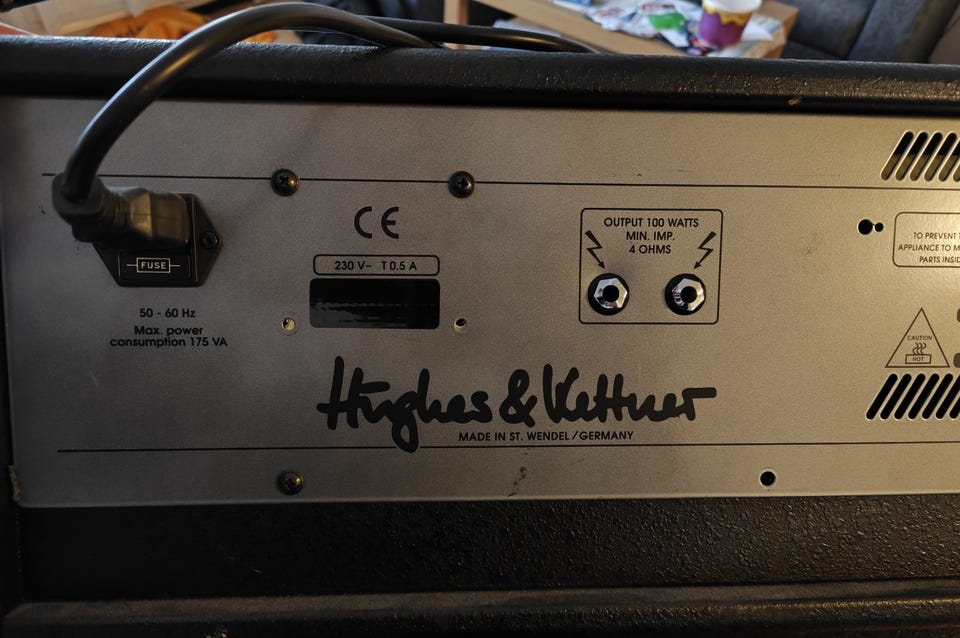 CE
230 V~ T 0.5 A
FUSE
50 - 60 Hz
Max. power
consumption 175 VA
OUTPUT 100 WATTS
MIN. IMP.
4 OHMS
Hughes & Kettner
MADE IN ST. WENDEL / GERMANY
TO PREVENT
APPLIANCE TO
PARTS INSID
CAUTION
HOT